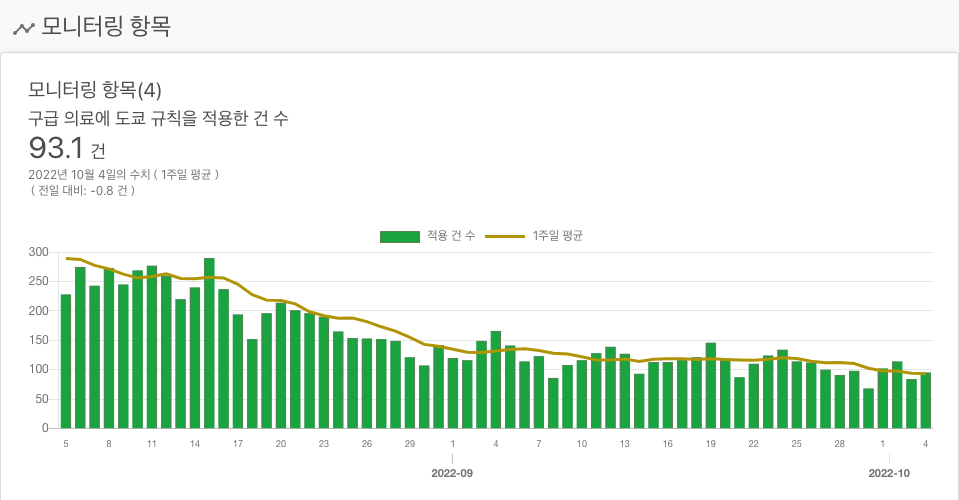 모니터링 항목
모니터링 항목(4)
구급 의료에 도쿄 규칙을 적용한 건 수
93.1 건
2022년 10월 4일의 수치 ( 1주일 평균 )
( 전일 대비: -0.8 건 )
적용 건 수 1주일 평균
300
250
200
150
100
50
0
5 8 11 14 17 20 23 26 29 1 4 7 10 13 16 19 22 25 28 1 4
2022-09 2022-10